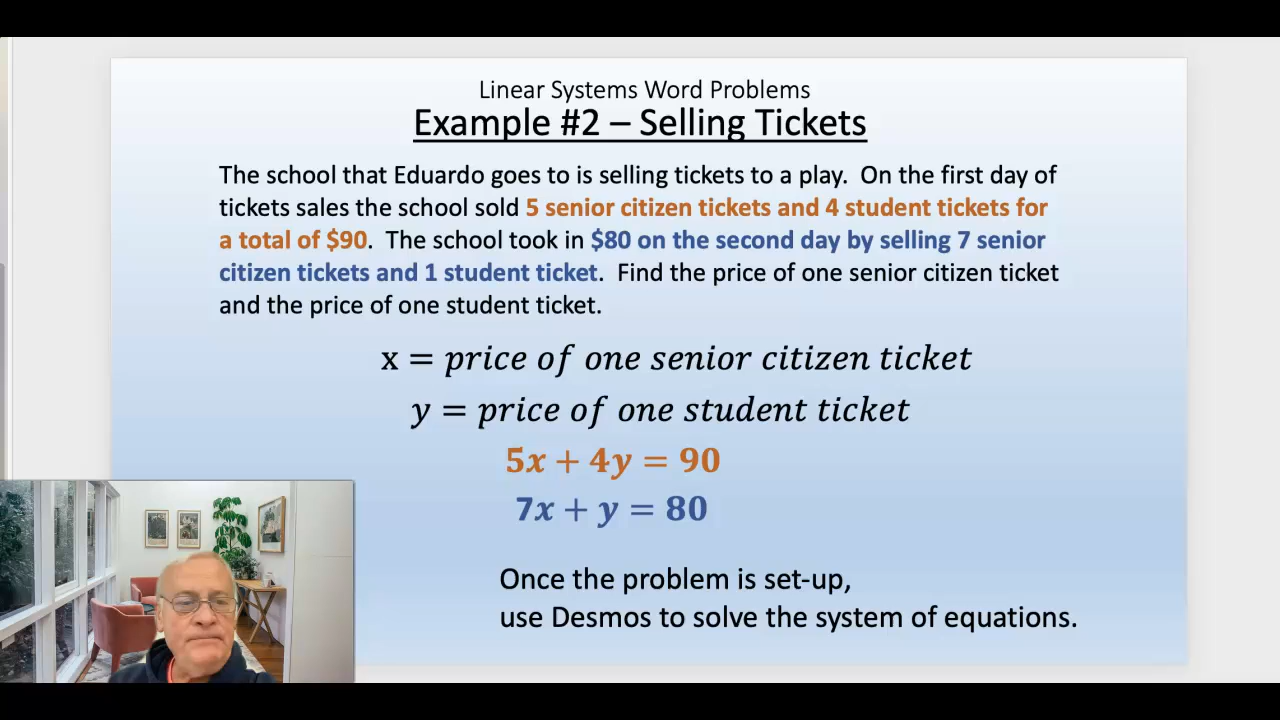 Linear Systems Word Problems
Example #2 – Selling Tickets
The school that Eduardo goes to is selling tickets to a play.  On the first day of
tickets sales the school sold 5 senior citizen tickets and 4 student tickets for
a total of $90.  The school took in $80 on the second day by selling 7 senior
citizen tickets and 1 student ticket.  Find the price of one senior citizen ticket
and the price of one student ticket.
x = price of one senior citizen ticket
y = price of one student ticket
5x + 4y = 90
7x + y = 80
Once the problem is set-up,
use Desmos to solve the system of equations.